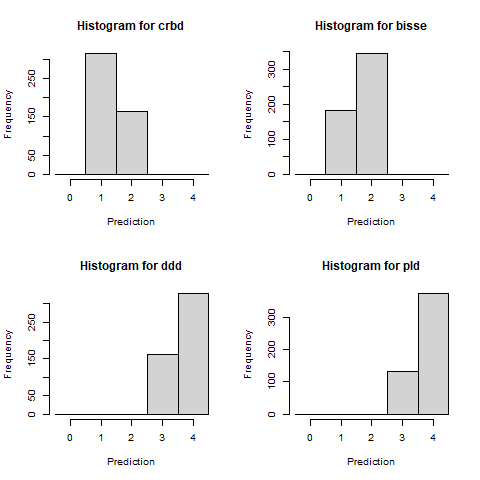 Histogram for crbd
Frequency
0 50 150 250
0 1 2 3 4
Prediction
Histogram for bisse
Frequency
0 100 200 300
0 1 2 3 4
Prediction
Histogram for ddd
Frequency
0 50 150 250
0 1 2 3 4
Prediction
Histogram for pld
Frequency
0 100 200 300
0 1 2 3 4
Prediction